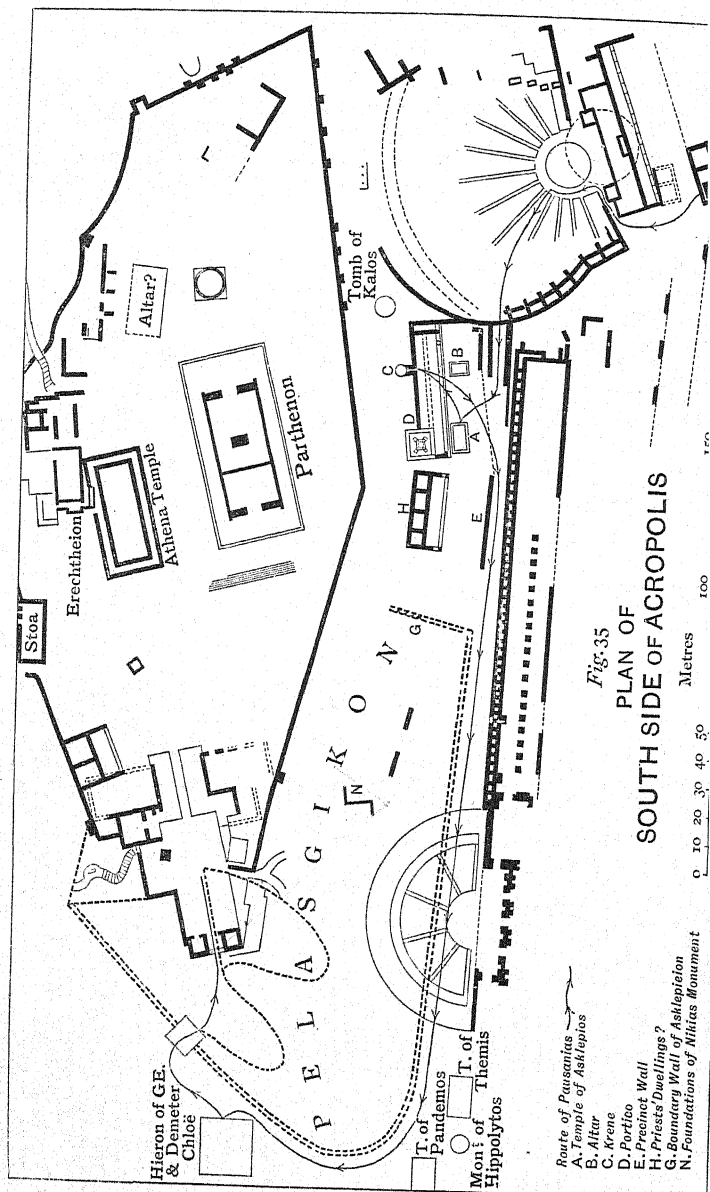 Fig. 35
PLAN OF
SOUTH SIDE OF ACROPOLIS
Metres
0 10 20 30 40 50 100 150
Route of Pausanias
A. Temple of Asklepios
B. Altar
C. Krene
D. Portico
E. Precinct Wall
H. Priests' Dwellings?
G. Boundary Wall of Asklepieion
N. Foundations of Nikias Monument
Stoa
Erechtheion
Athena Temple
Altar?
Parthenon
Tomb of
Kalos
PELASGIKON
Hieron of GE.
& Demeter
Chloë
T. of
Pandemos
T. of
Themis
Mont of
Hippolytos
A
B
C
D
E
H
G
N